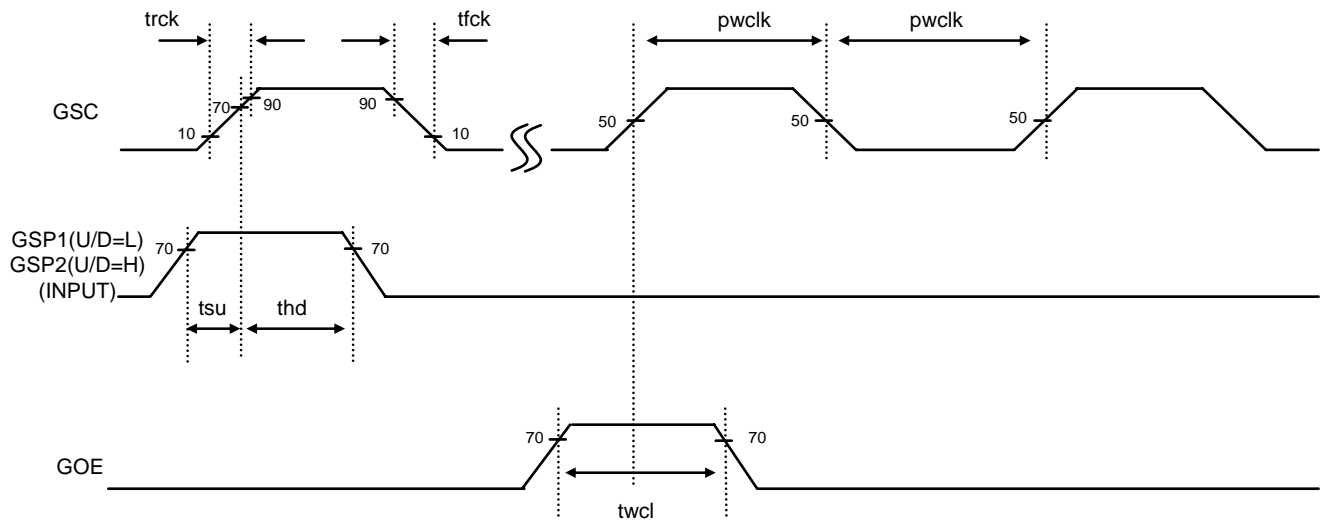 trck tfck pwclk pwclk
GSC
10 70 90 90 10 50 50 50
GSP1(U/D=L)
GSP2(U/D=H)
(INPUT)
70 70
tsu thd
GOE
70 70
twcl